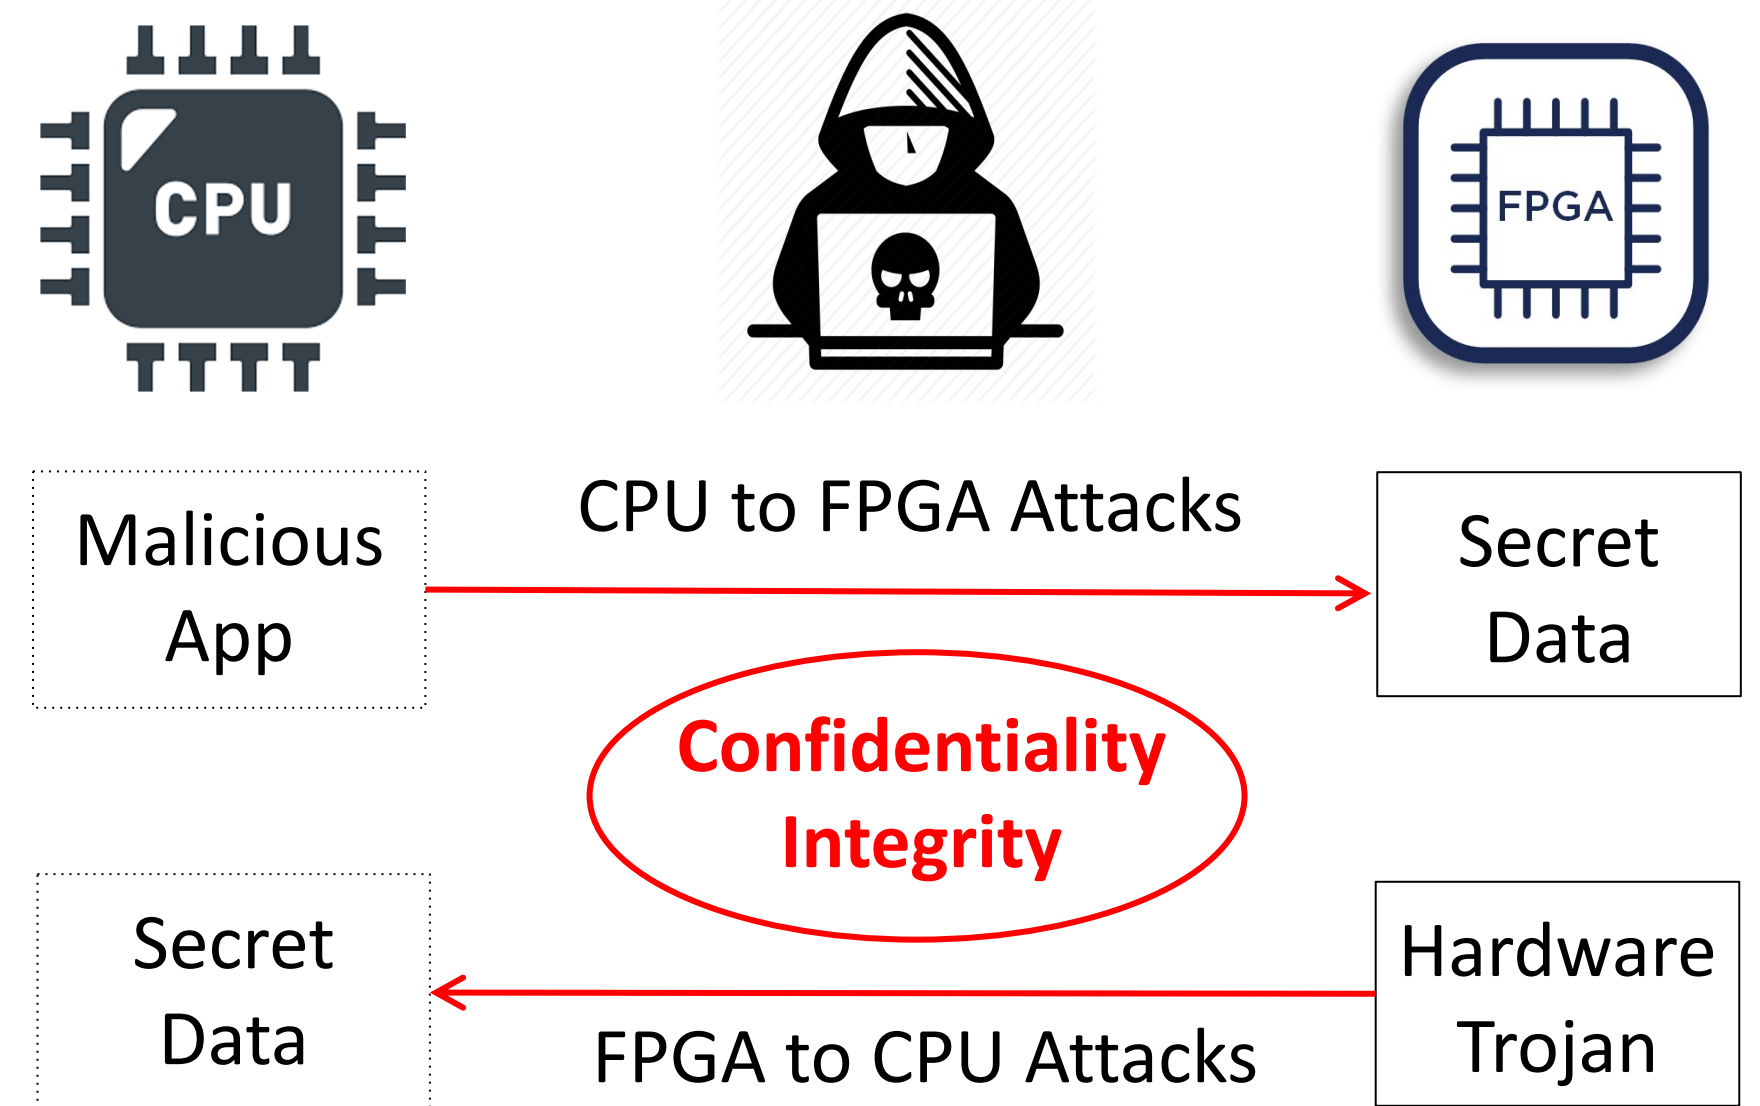 CPU
FPGA
CPU to FPGA Attacks
Malicious
App
Secret
Data
Confidentiality
Integrity
Secret
Data
Hardware
Trojan
FPGA to CPU Attacks